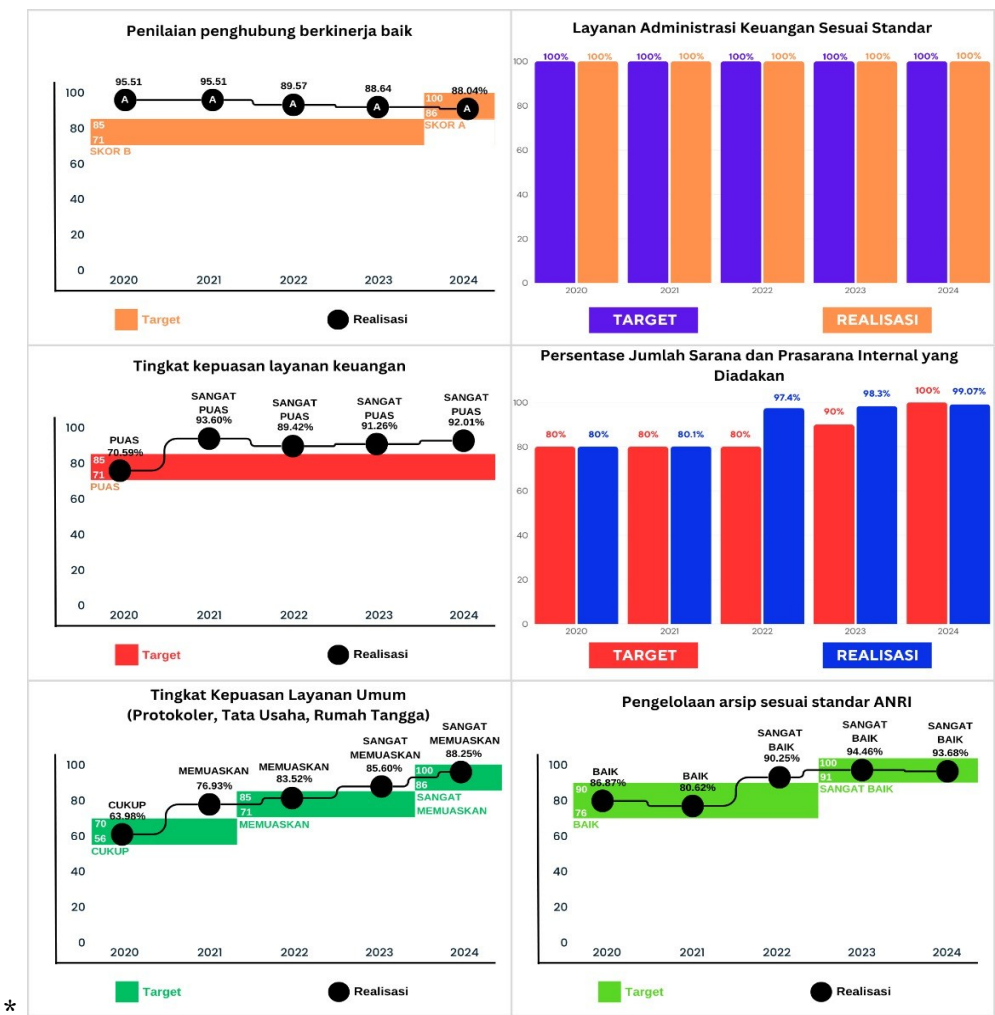 Penilaian penghubung berkinerja baik
95.51
95.51
89.57
88.64
88.04%
100
A
A
A
A
A
100
86
SKOR A
85
71
SKOR B
80
60
40
20
0
2020
2021
2022
2023
2024
Target
Realisasi
Layanan Administrasi Keuangan Sesuai Standar
100%
100%
100%
100%
100%
100%
100%
100%
100%
100%
100
80
60
40
20
0
2020
2021
2022
2023
2024
TARGET
REALISASI
Tingkat kepuasan layanan keuangan
PUAS
70.59%
SANGAT
PUAS
93.60%
SANGAT
PUAS
89.42%
SANGAT
PUAS
91.26%
SANGAT
PUAS
92.01%
100
80
85
71
PUAS
60
40
20
0
2020
2021
2022
2023
2024
Target
Realisasi
Persentase Jumlah Sarana dan Prasarana Internal yang
Diadakan
80%
80%
80%
80.1%
80%
97.4%
90%
98.3%
100%
99.07%
100
80
60
40
20
0
2020
2021
2022
2023
2024
TARGET
REALISASI
Tingkat Kepuasan Layanan Umum
(Protokoler, Tata Usaha, Rumah Tangga)
CUKUP
63.98%
MEMUASKAN
76.93%
MEMUASKAN
83.52%
SANGAT
MEMUASKAN
85.60%
SANGAT
MEMUASKAN
88.25%
100
80
60
40
20
0
70
56
CUKUP
85
71
MEMUASKAN
100
86
SANGAT
MEMUASKAN
2020
2021
2022
2023
2024
Target
Realisasi
Pengelolaan arsip sesuai standar ANRI
BAIK
86.87%
BAIK
80.62%
SANGAT
BAIK
90.25%
SANGAT
BAIK
94.46%
SANGAT
BAIK
93.68%
100
80
60
40
20
0
90
76
BAIK
100
91
SANGAT BAIK
2020
2021
2022
2023
2024
Target
Realisasi
*